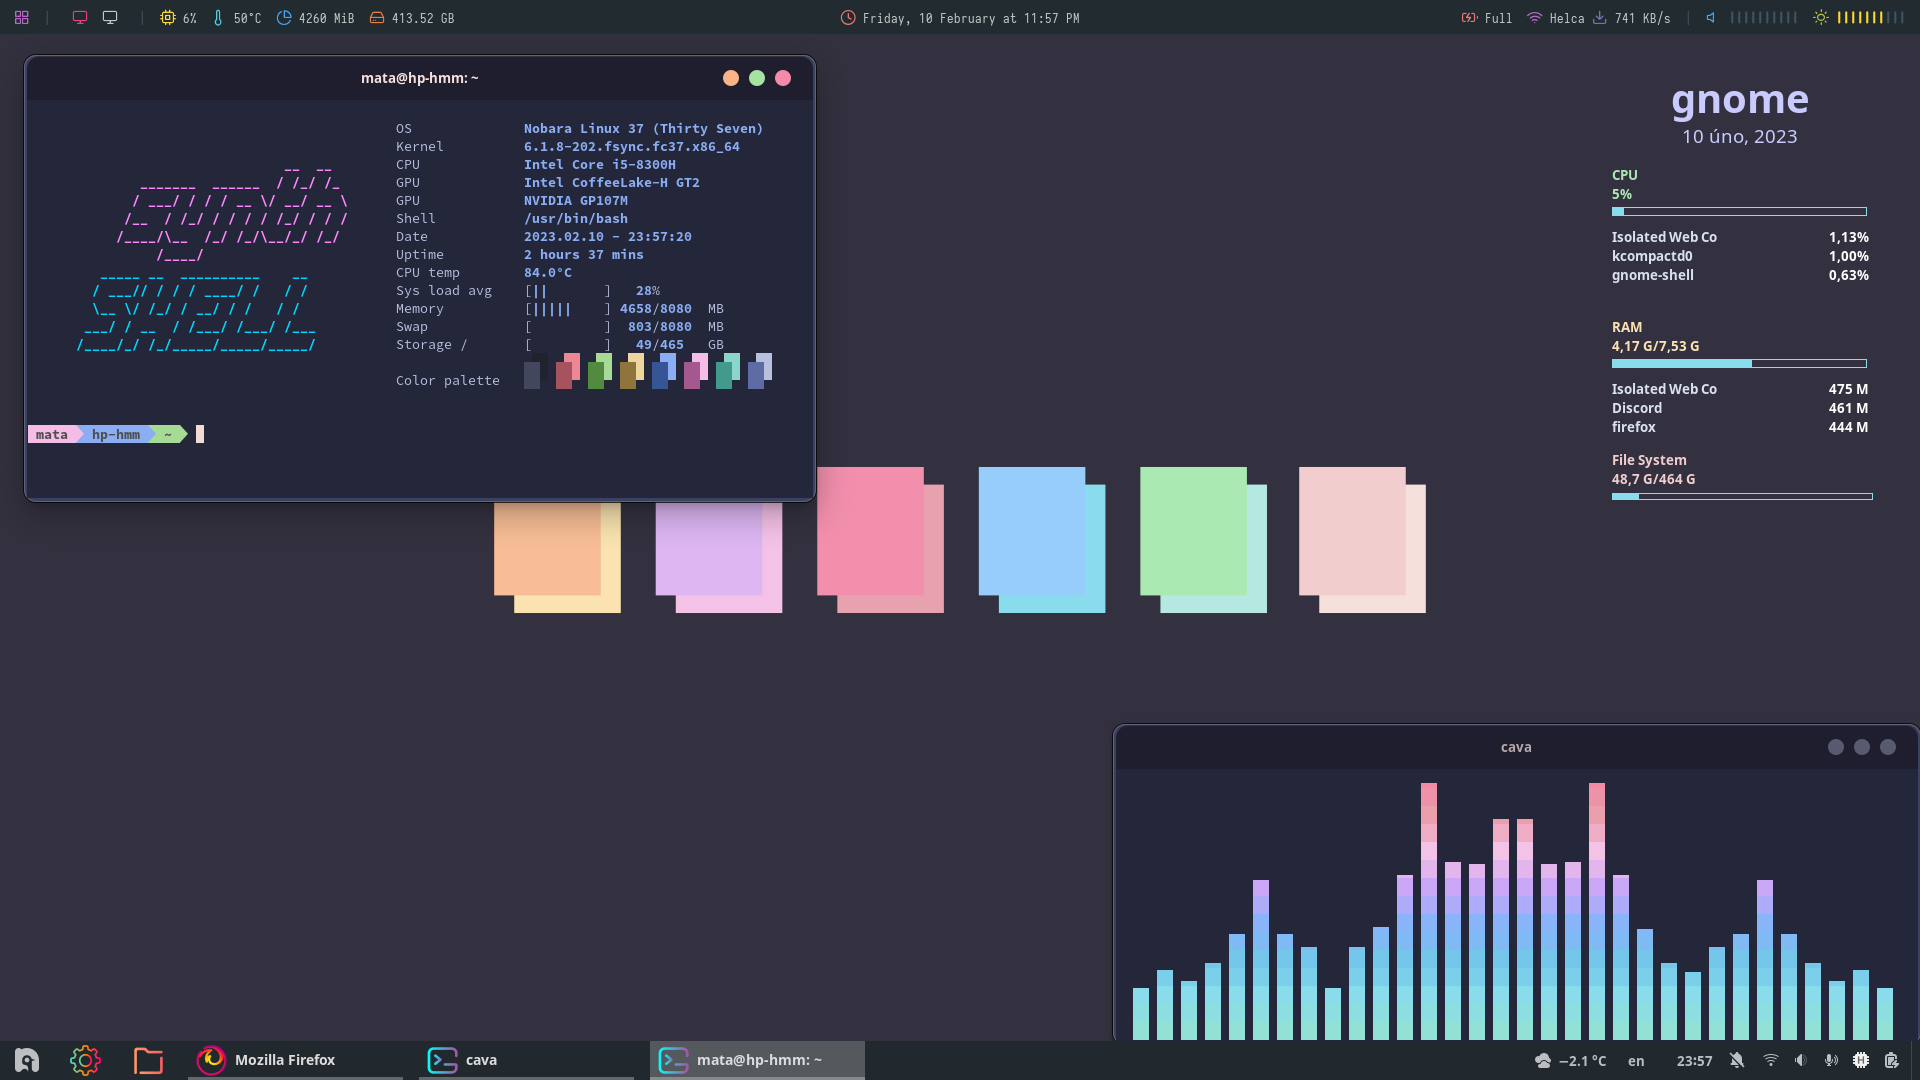 6% 50°C 4260 MiB 413.52 GB
Friday, 10 February at 11:57 PM
Full Helca 741 KB/s
mata@hp-hmm: ~
OS Nobara Linux 37 (Thirty Seven)
Kernel 6.1.8-202.fsync.fc37.x86_64
CPU Intel Core i5-8300H
GPU Intel CoffeeLake-H GT2
GPU NVIDIA GP107M
Shell /usr/bin/bash
Date 2023.02.10 - 23:57:20
Uptime 2 hours 37 mins
CPU temp 84.0°C
Sys load avg [|| ] 28%
Memory [||||| ] 4658/8080 MB
Swap [ ] 803/8080 MB
Storage / [ ] 49/465 GB
Color palette
synth
SHELL
mata hp-hmm ~
gnome
10 úno, 2023
CPU
5%
Isolated Web Co 1,13%
kcompactd0 1,00%
gnome-shell 0,63%
RAM
4,17 G/7,53 G
Isolated Web Co 475 M
Discord 461 M
firefox 444 M
File System
48,7 G/464 G
cava
Mozilla Firefox
cava
mata@hp-hmm: ~
−2.1 °C en 23:57